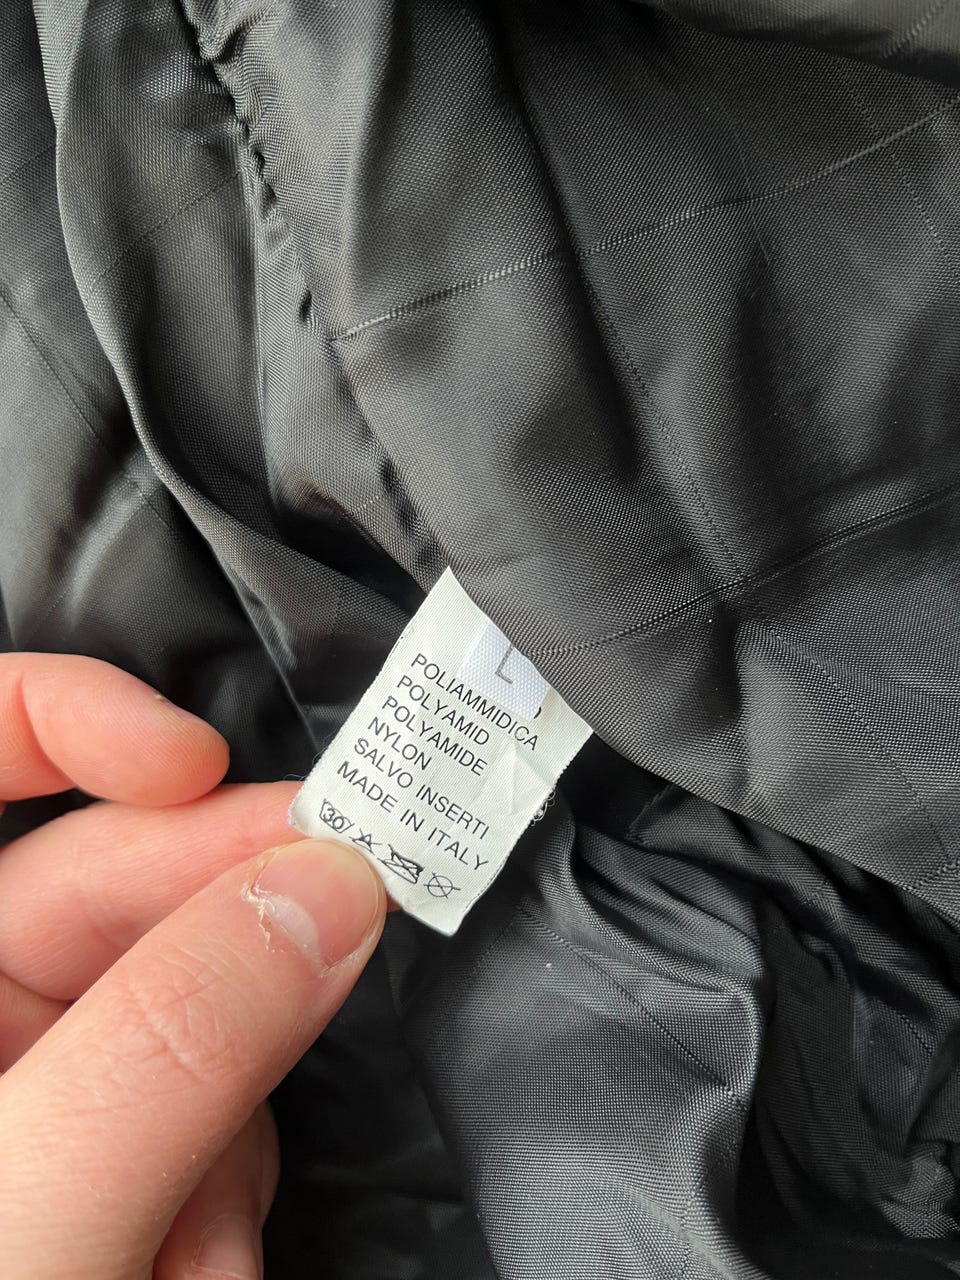 L
POLIAMMIDICA
POLYAMID
POLYAMIDE
NYLON
SALVO INSERTI
MADE IN ITALY
30